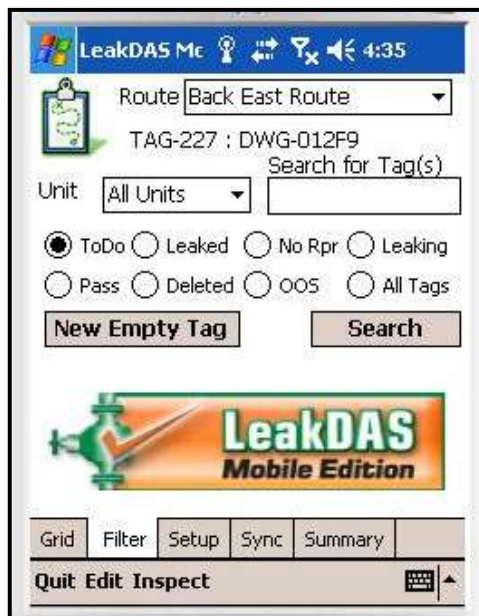 LeakDAS Mc 4:35
Route Back East Route
TAG-227 : DWG-012F9
Search for Tag(s)
Unit All Units
ToDo Leaked No Rpr Leaking
Pass Deleted OOS All Tags
New Empty Tag Search
LeakDAS
Mobile Edition
Grid Filter Setup Sync Summary
Quit Edit Inspect